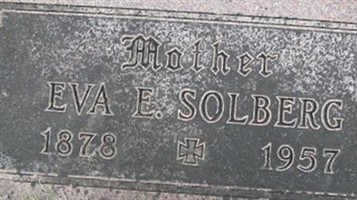 Mother
EVA E. SOLBERG
1878 1957